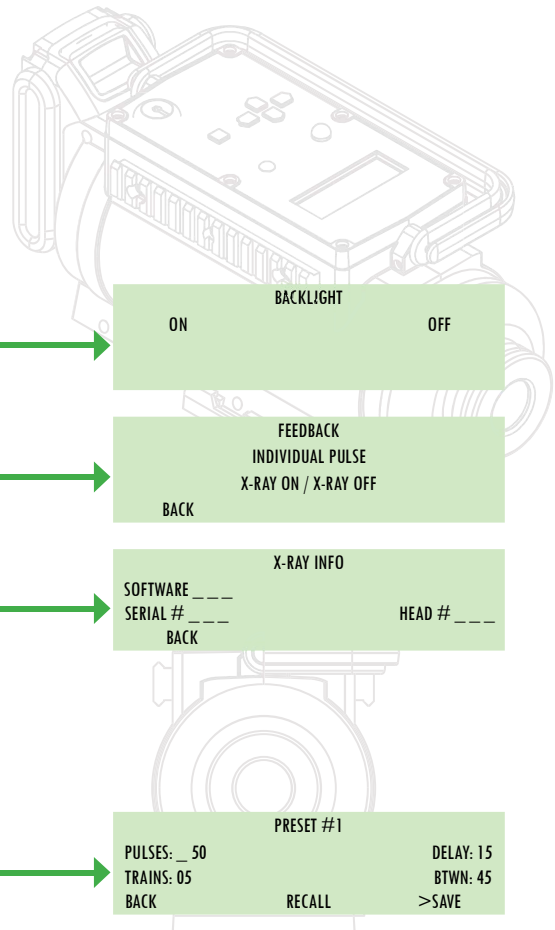 BACKLIGHT
ON OFF
FEEDBACK
INDIVIDUAL PULSE
X-RAY ON / X-RAY OFF
BACK
X-RAY INFO
SOFTWARE _ _ _
SERIAL # _ _ _ HEAD # _ _ _
BACK
PRESET #1
PULSES: _ 50 DELAY: 15
TRAINS: 05 BTWN: 45
BACK RECALL >SAVE